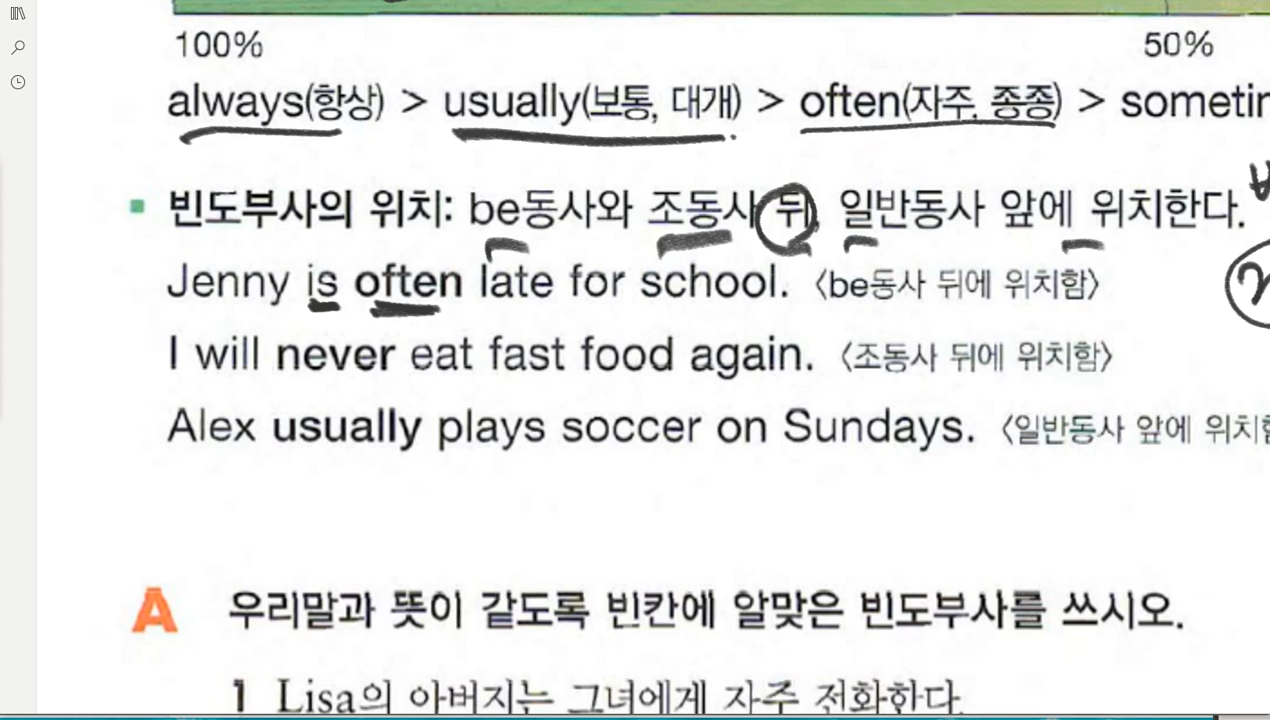 100% 50%
always(항상) > usually(보통, 대개) > often(자주, 종종) >
빈도부사의 위치: be동사와 조동사 뒤, 일반동사 앞에 위치한다.
Jenny is often late for school. 〈be동사 뒤에 위치함〉
I will never eat fast food again. 〈조동사 뒤에 위치함〉
Alex usually plays soccer on Sundays. 〈일반동사 앞에
A 우리말과 뜻이 같도록 빈칸에 알맞은 빈도부사를 쓰시오.
1 Lisa의 아버지는 그녀에게 자주 전화한다.